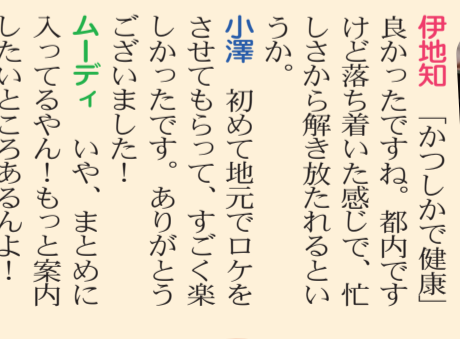 伊地知　「かつしかで健康」
良かったですね。都内です
けど落ち着いた感じで、忙
しさから解き放たれるとい
うか。
小澤　初めて地元でロケを
させてもらって、すごく楽
しかったです。ありがとう
ございました！
ムーディ　いや、まとめに
入ってるやん！もっと案内
したいところあるんよ！